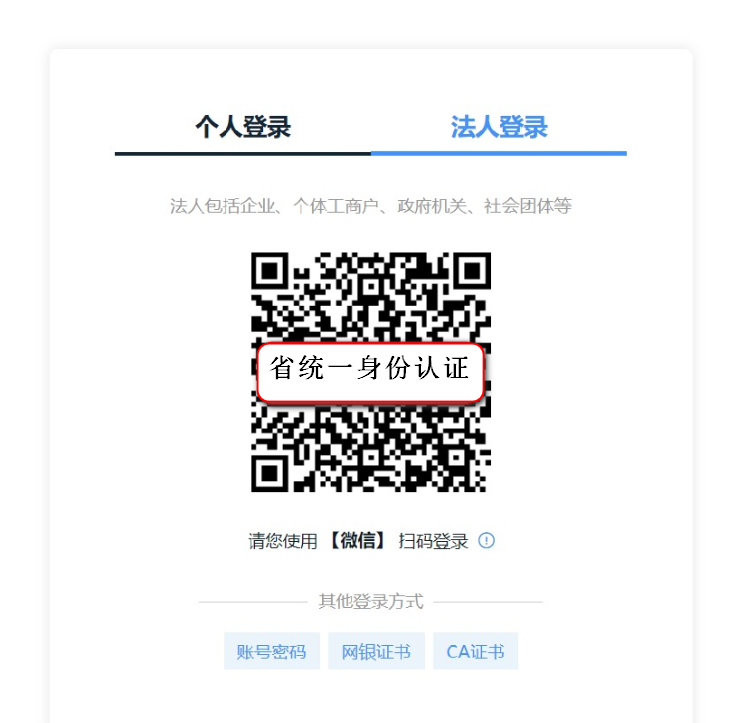 个人登录 法人登录
法人包括企业、个体工商户、政府机关、社会团体等
省统一身份认证
请您使用【微信】扫码登录
其他登录方式
账号密码 网银证书 CA证书